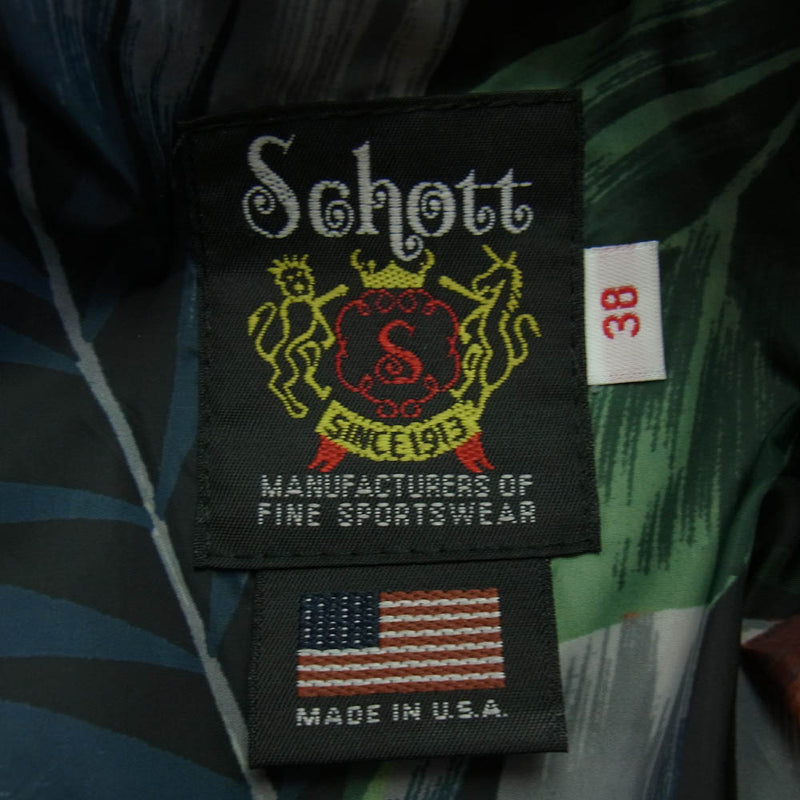 Schott
S
SINCE 1913
MANUFACTURERS OF
FINE SPORTSWEAR
38
MADE IN U.S.A.